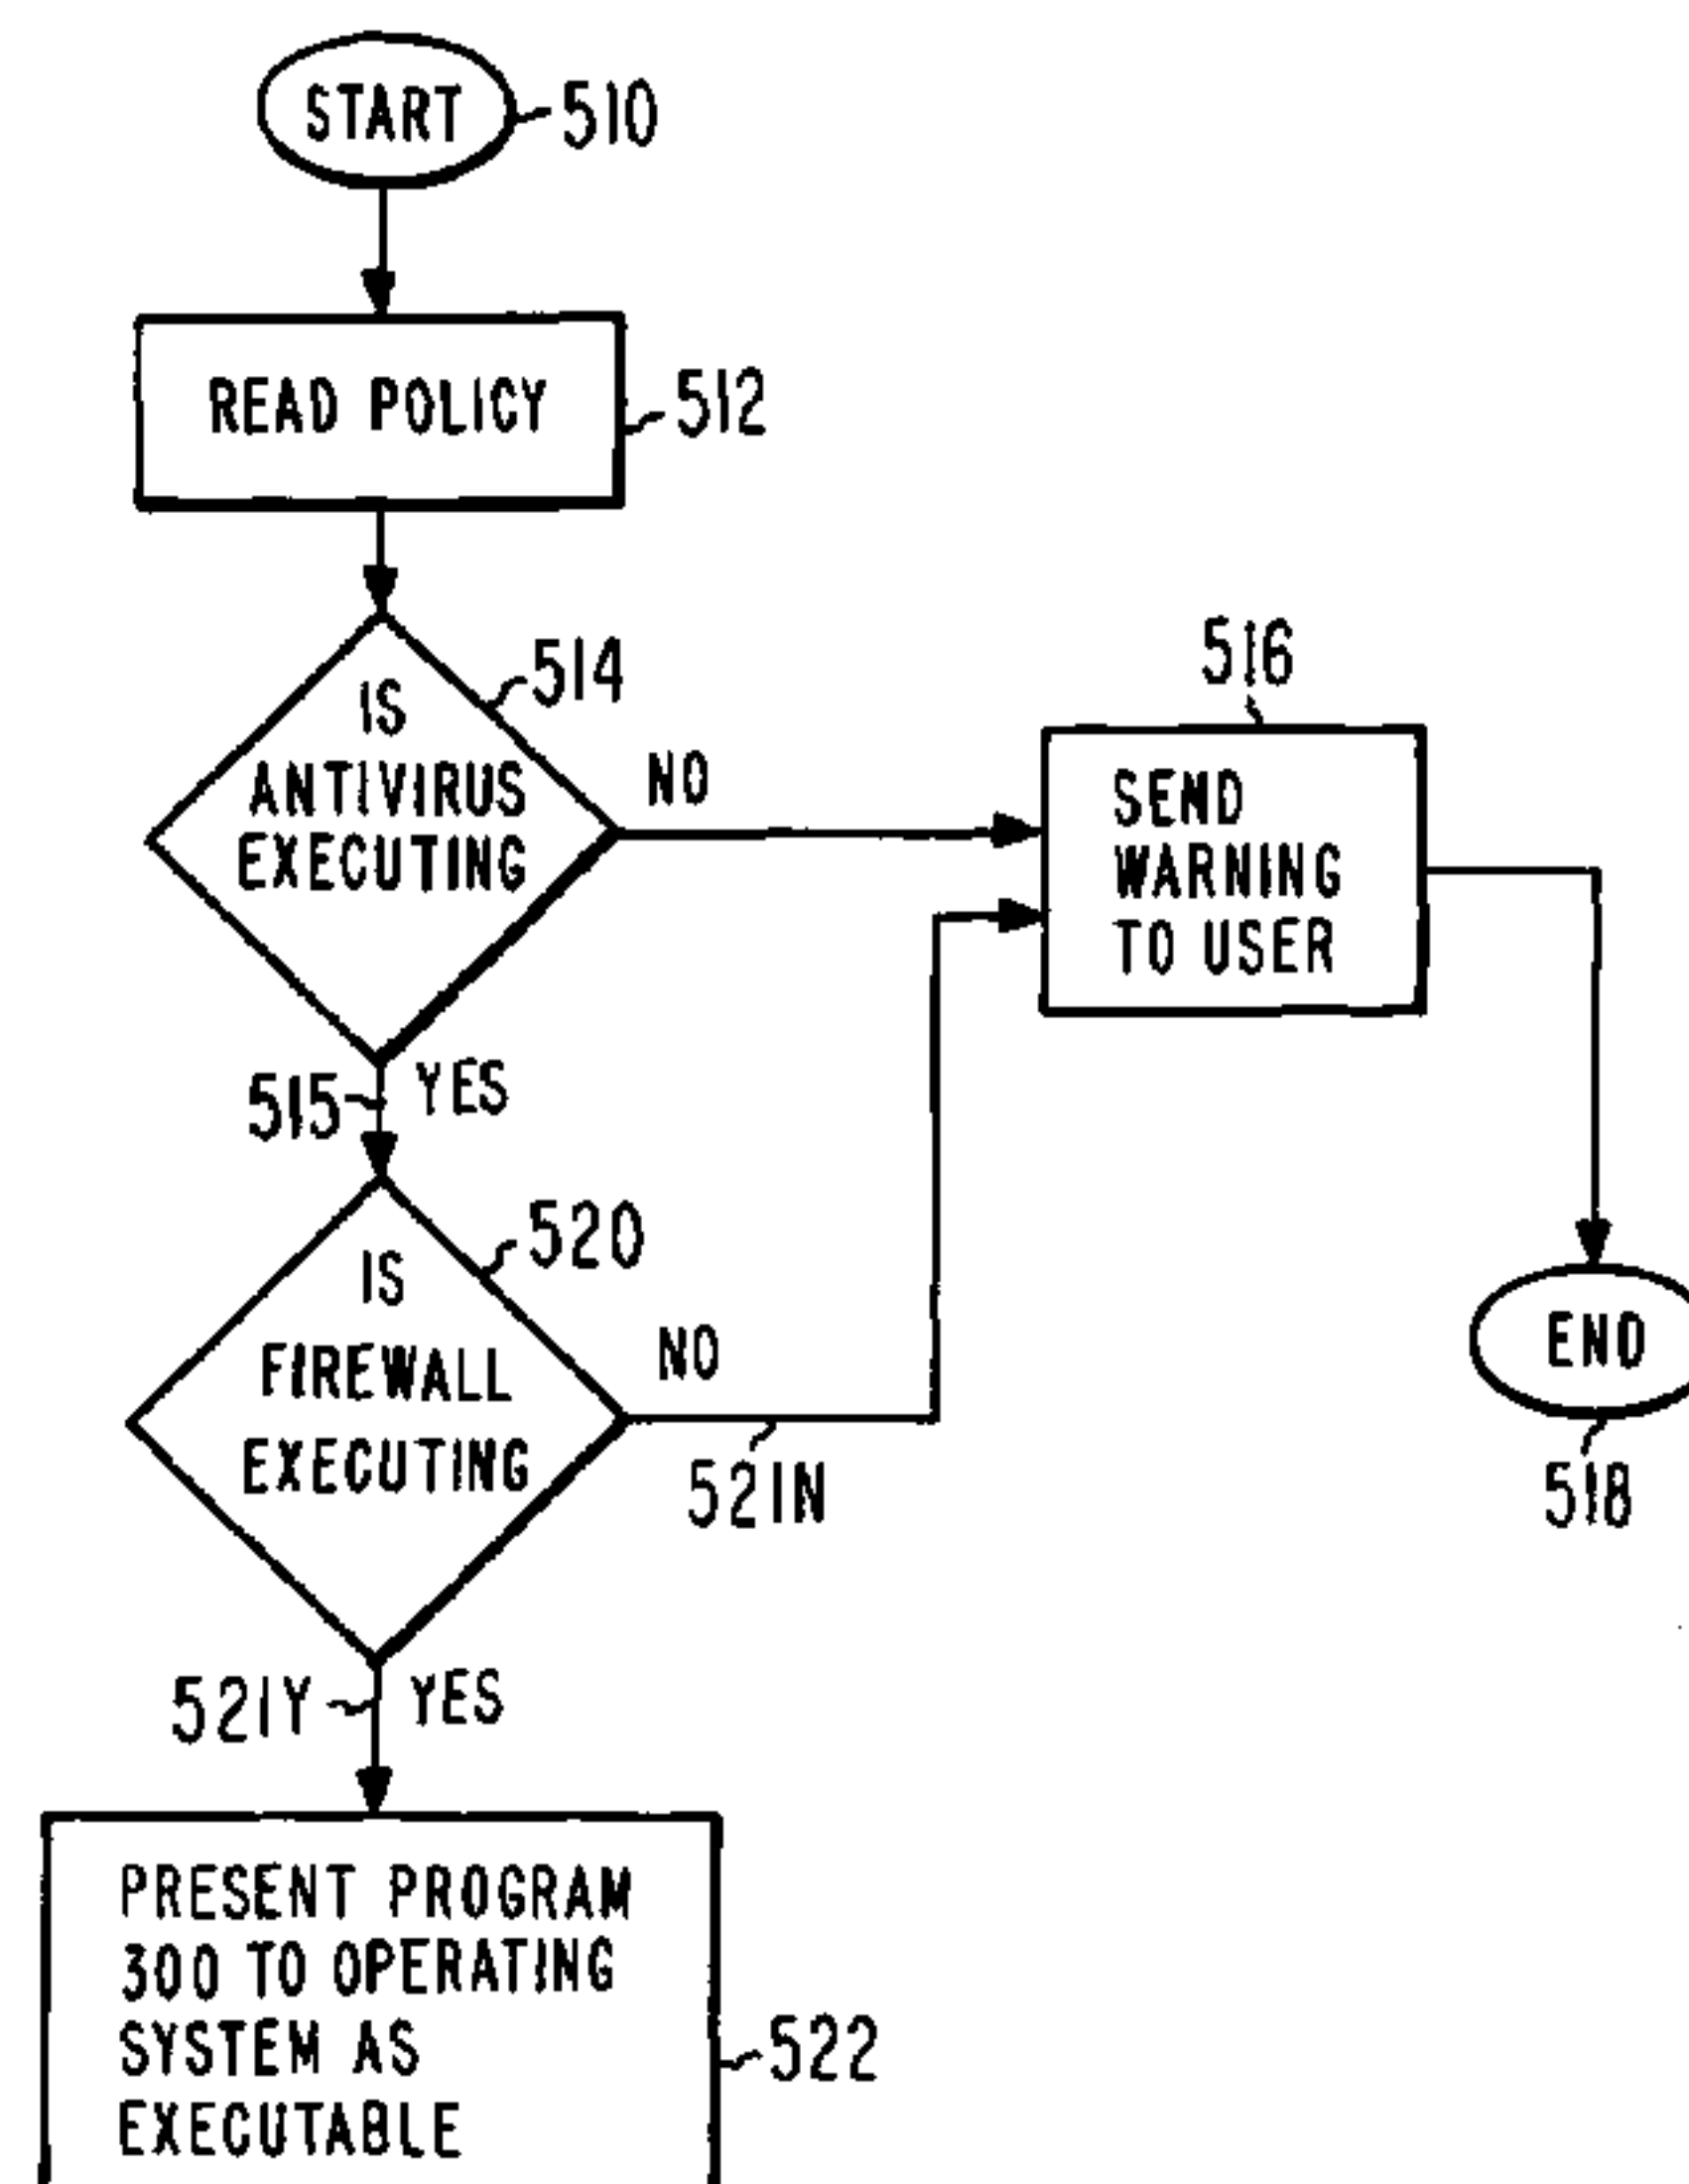 START
510
READ POLICY
512
514
IS
ANTIVIRUS
EXECUTING
NO
516
SEND
WARNING
TO USER
515
YES
520
IS
FIREWALL
EXECUTING
NO
521N
END
518
521Y
YES
PRESENT PROGRAM
300 TO OPERATING
SYSTEM AS
EXECUTABLE
522